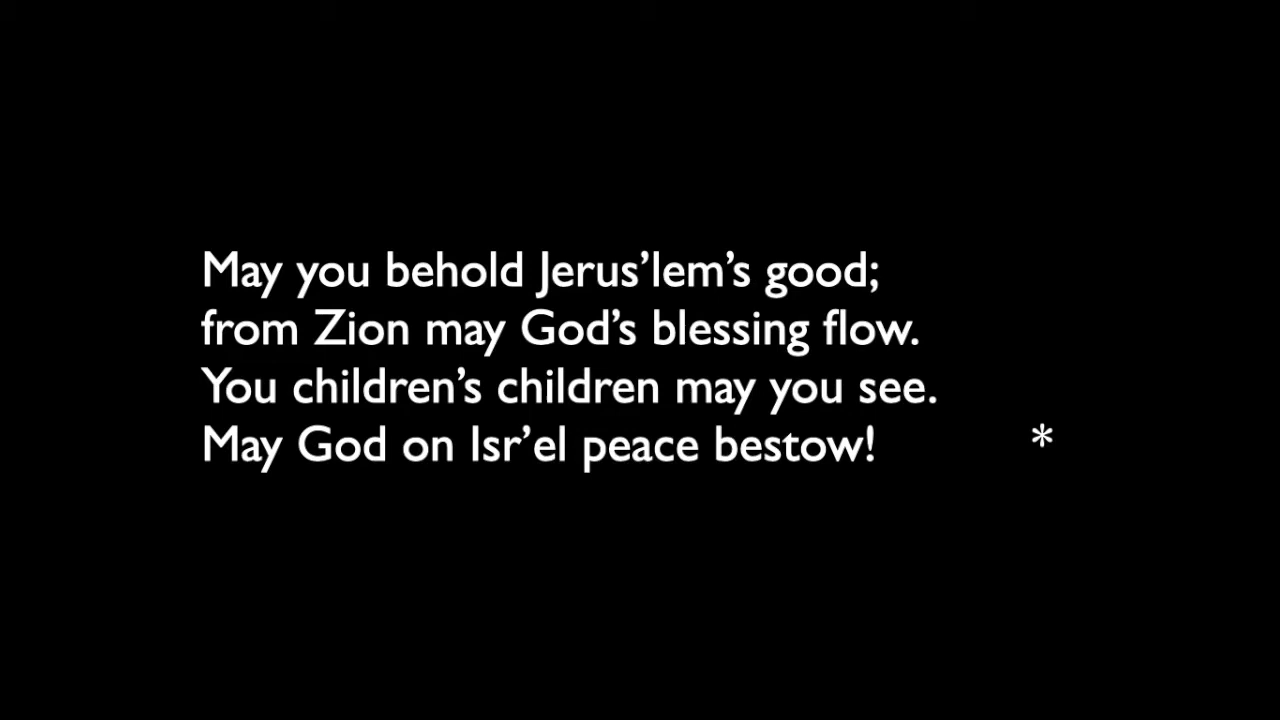 May you behold Jerus’lem’s good;
from Zion may God’s blessing flow.
You children’s children may you see.
May God on Isr’el peace bestow! *